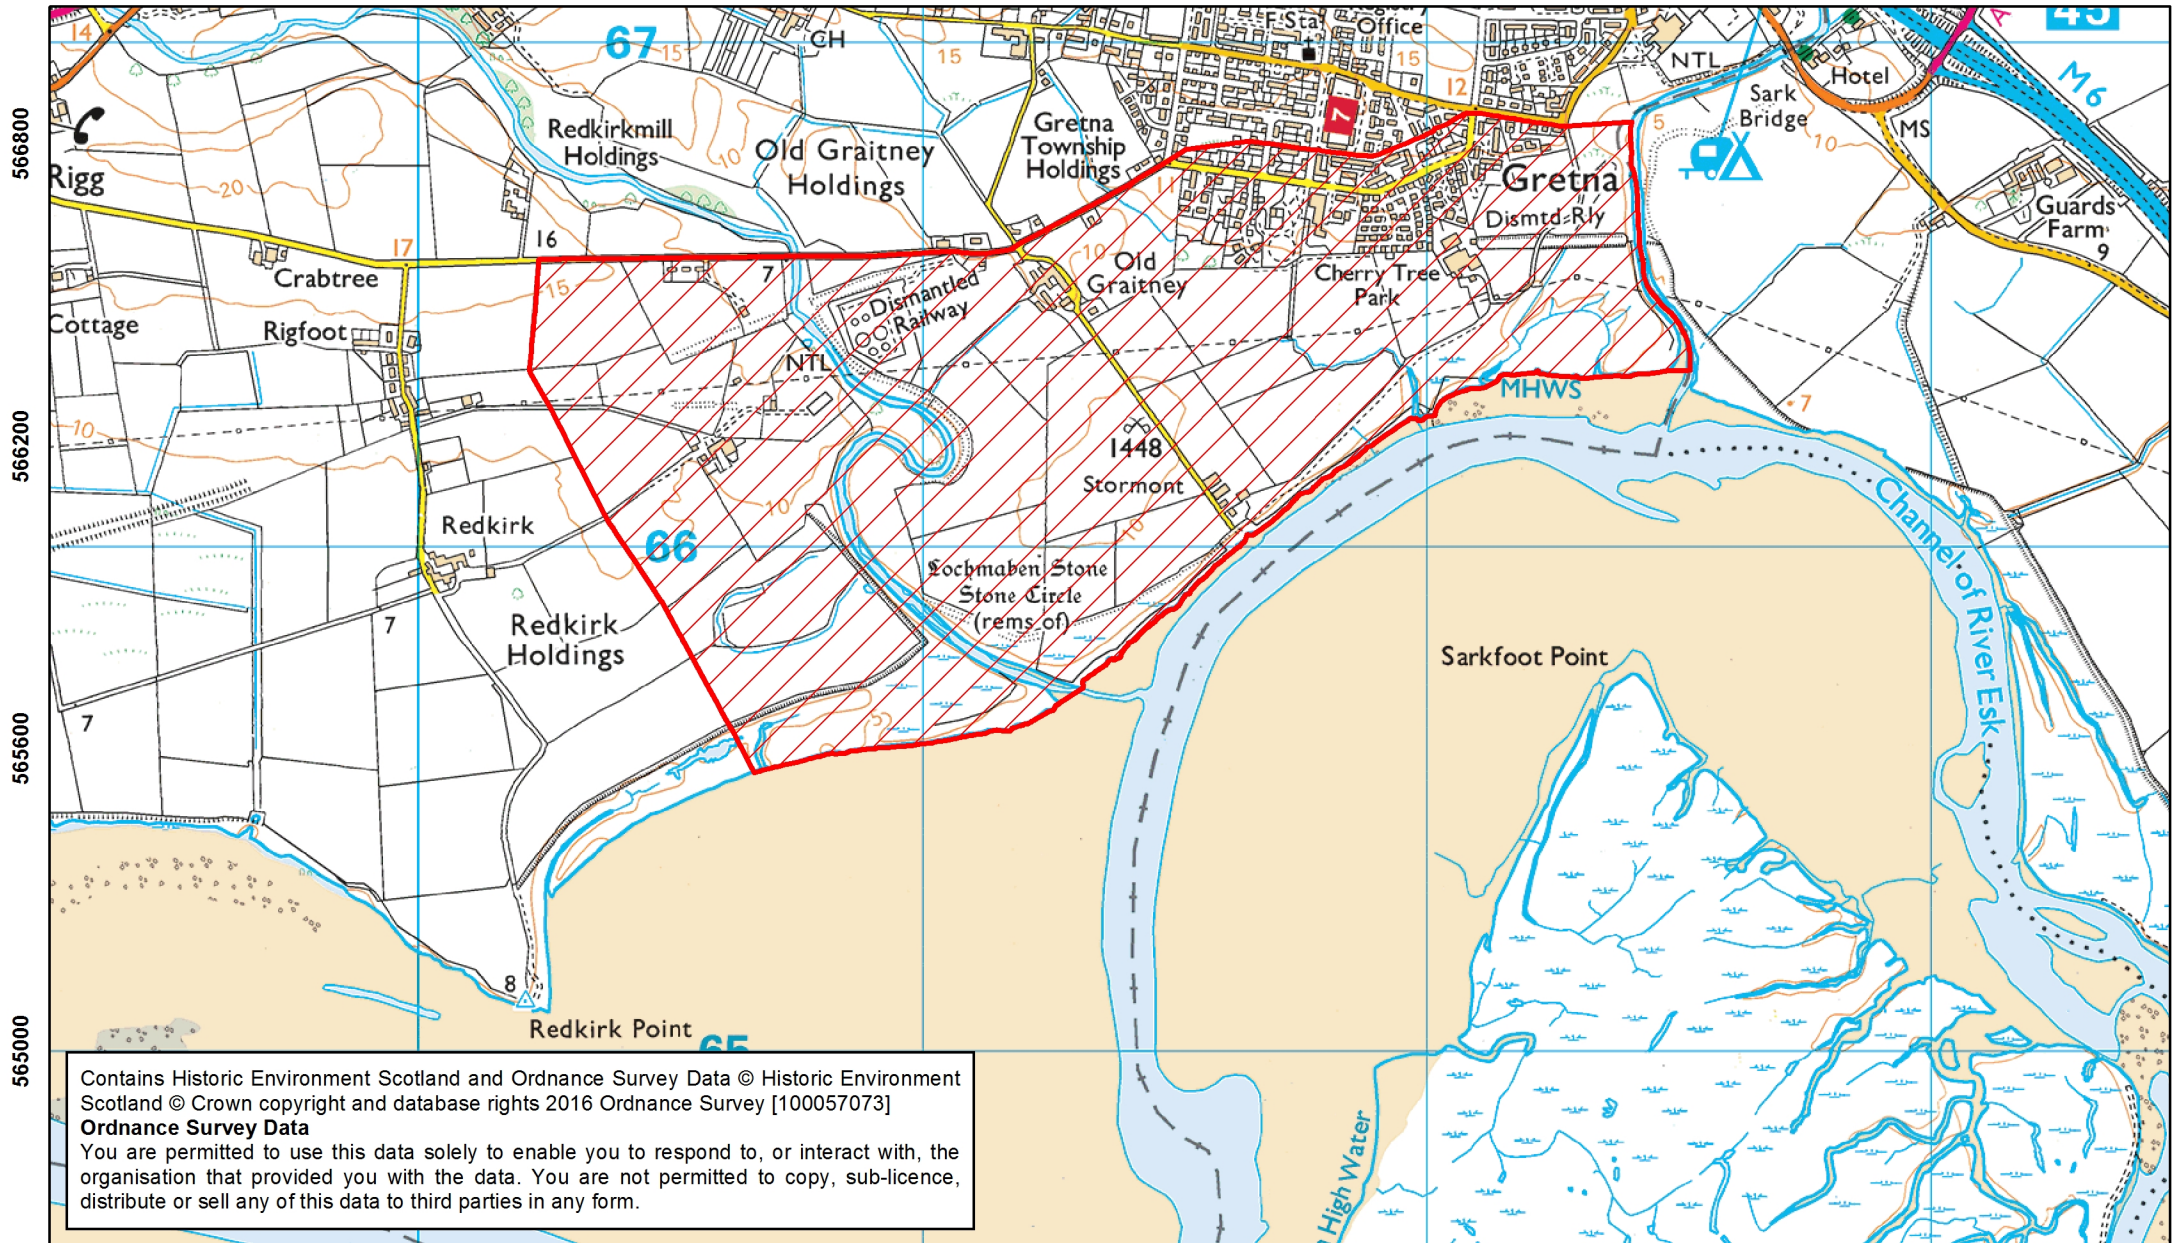 14
67
15
CH
15
F Sta
Office
15
12
NTL
Hotel
45
M6
A
Sark
Bridge
MS
10
5
566800
Rigg
20
Redkirkmill
Holdings
10
Old Graitney
Holdings
Gretna
Township
Holdings
7
11
Gretna
Dismtd Rly
Guards
Farm
9
Crabtree
17
16
15
7
Dismantled
Railway
10
Old
Graitney
Cherry Tree
Park
Cottage
Rigfoot
NTL
MHWS
7
566200
10
1448
Stormont
Redkirk
66
10
10
Channel of River Esk
Lochmaben Stone
Stone Circle
(rems of)
7
Redkirk
Holdings
Sarkfoot Point
7
5
565600
8
Redkirk Point
65
565000
High Water
Contains Historic Environment Scotland and Ordnance Survey Data © Historic Environment
Scotland © Crown copyright and database rights 2016 Ordnance Survey [100057073]
Ordnance Survey Data
You are permitted to use this data solely to enable you to respond to, or interact with, the
organisation that provided you with the data. You are not permitted to copy, sub-licence,
distribute or sell any of this data to third parties in any form.